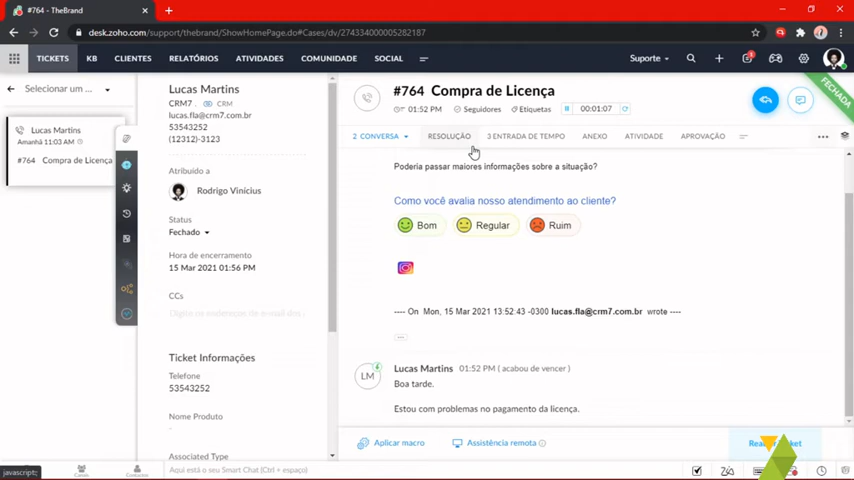 #764 - TheBrand
desk.zoho.com/support/thebrand/ShowHomePage.do#Cases/dv/274334000005282187
TICKETS KB CLIENTES RELATÓRIOS ATIVIDADES COMUNIDADE SOCIAL Suporte
Selecionar um ...
Lucas Martins
Amanhã 11:03 AM
#764 Compra de Licença
Lucas Martins
CRM7 CRM
lucas.fla@crm7.com.br
53543252
(12312)-3123
Atribuído a
Rodrigo Vinicius
Status
Fechado
Hora de encerramento
15 Mar 2021 01:56 PM
CCs
Ticket Informações
Telefone
53543252
Nome Produto
-
Associated Type
#764 Compra de Licença
01:52 PM Seguidores Etiquetas 00:01:07
FECHADA
2 CONVERSA RESOLUÇÃO 3 ENTRADA DE TEMPO ANEXO ATIVIDADE APROVAÇÃO
Poderia passar maiores informações sobre a situação?
Como você avalia nosso atendimento ao cliente?
Bom Regular Ruim
---- On Mon, 15 Mar 2021 13:52:43 -0300 lucas.fla@crm7.com.br wrote ----
LM
Lucas Martins 01:52 PM ( acabou de vencer )
Boa tarde.
Estou com problemas no pagamento da licença.
Aplicar macro Assistência remota
javascript:
Canais Contactos Aqui está o seu Smart Chat (Ctrl + espaço)